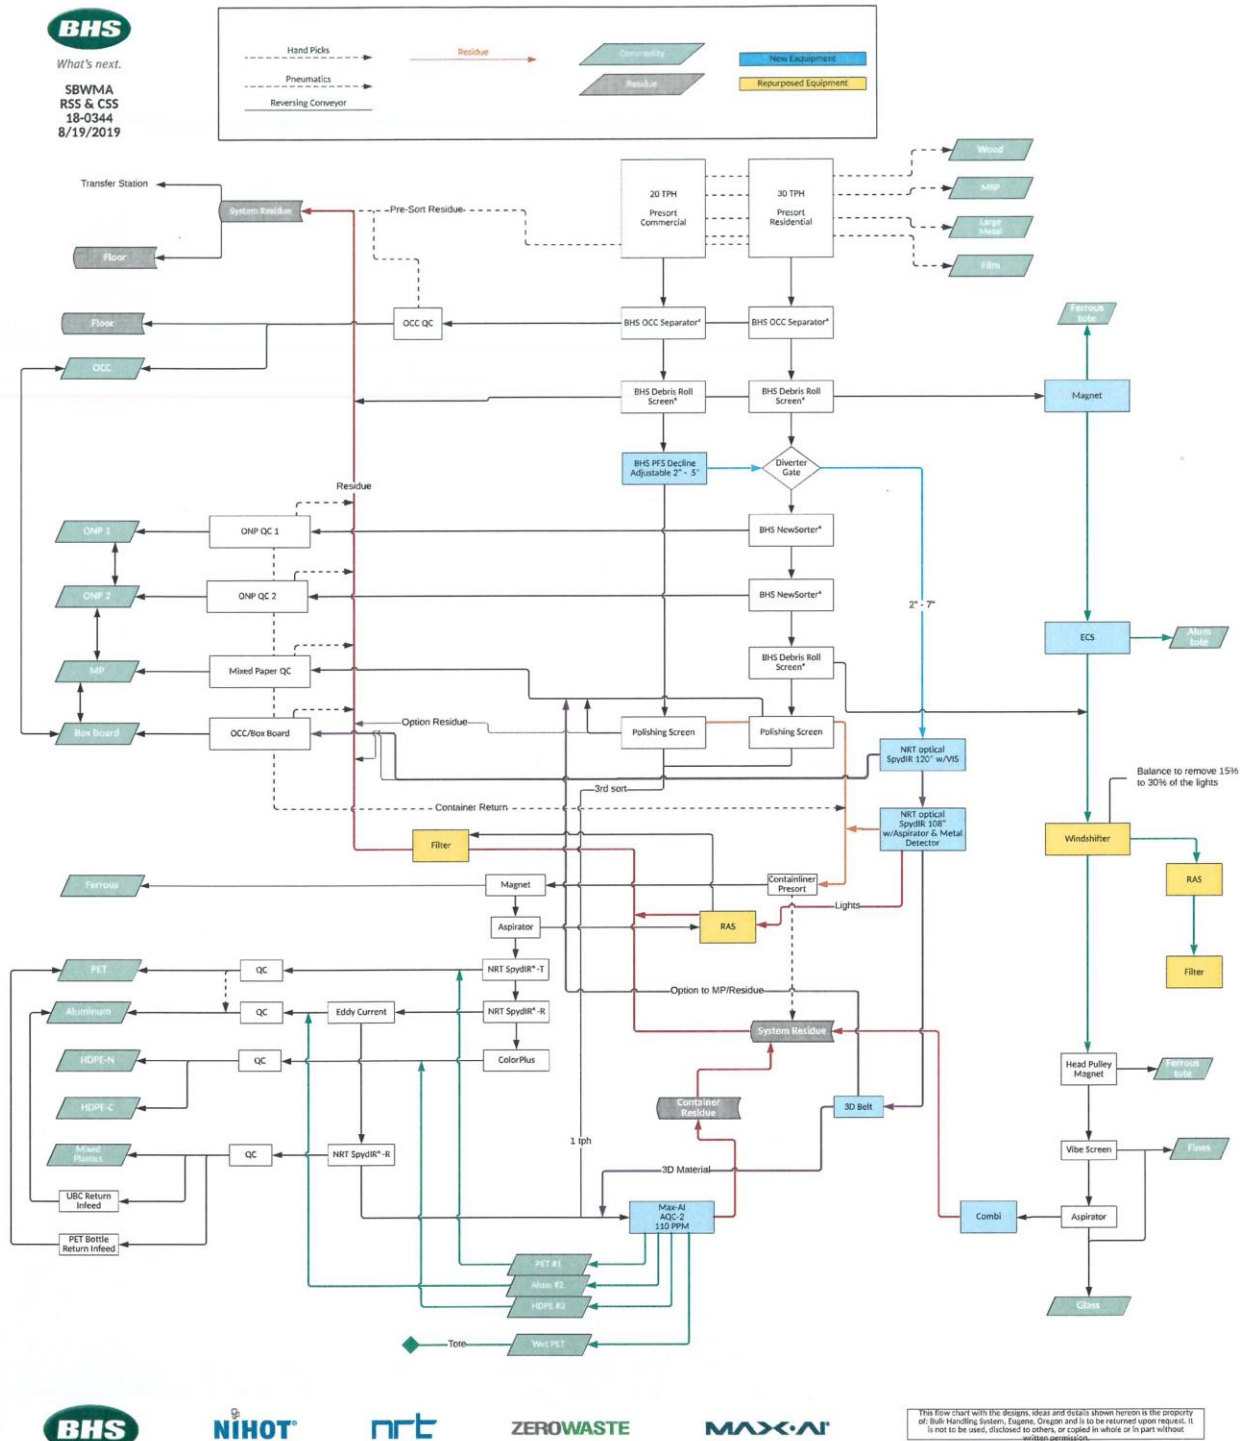 BHS
What's next.
SBWMA
RSS & CSS
18-0344
8/19/2019
Hand Picks
Pneumatics
Reversing Conveyor
Residue
Commodity
Residue
New Eaquipment
Repurposed Equipment
Transfer Station
System Residue
Floor
Pre-Sort Residue
20 TPH
Presort
Commercial
30 TPH
Presort
Residential
Wood
MRP
Large
Metal
Film
Floor
OCC
OCC QC
BHS OCC Separator*
BHS OCC Separator*
Ferrous
tote
BHS Debris Roll
Screen*
BHS Debris Roll
Screen*
Magnet
BHS PFS Decline
Adjustable 2" - 5"
Diverter
Gate
Residue
ONP 1
ONP QC 1
BHS NewSorter*
ONP 2
ONP QC 2
BHS NewSorter*
2" - 7"
ECS
Alum
tote
MP
Mixed Paper QC
BHS Debris Roll
Screen*
Box Board
OCC/Box Board
Option Residue
Polishing Screen
Polishing Screen
NRT optical
SpydIR 120" w/VIS
Balance to remove 15%
to 30% of the lights
3rd sort
Container Return
NRT optical
SpydIR 108"
w/Aspirator & Metal
Detector
Filter
Windshifter
RAS
Filter
Ferrous
Magnet
Containliner
Presort
Lights
Aspirator
RAS
PET
QC
NRT SpydIR*-T
Option to MP/Residue
Aluminum
QC
Eddy Current
NRT SpydIR*-R
System Residue
HDPE-N
QC
ColorPlus
Head Pulley
Magnet
Ferrous
tote
HDPE-C
Container
Residue
3D Belt
Mixed
Plastics
QC
NRT SpydIR*-R
1 tph
3D Material
Vibe Screen
Fines
UBC Return
Infeed
Max-AI
AQC-2
110 PPM
Combi
Aspirator
PET Bottle
Return Infeed
PET #1
Alum #2
HDPE #3
Glass
Tote
Wet PET
BHS
NIHOT
nrt
ZEROWASTE
MAX·AI
This flow chart with the designs, ideas and details shown hereon is the property
of: Bulk Handling System, Eugene, Oregon and is to be returned upon request. It
is not to be used, disclosed to others, or copied in whole or in part without
written permission.